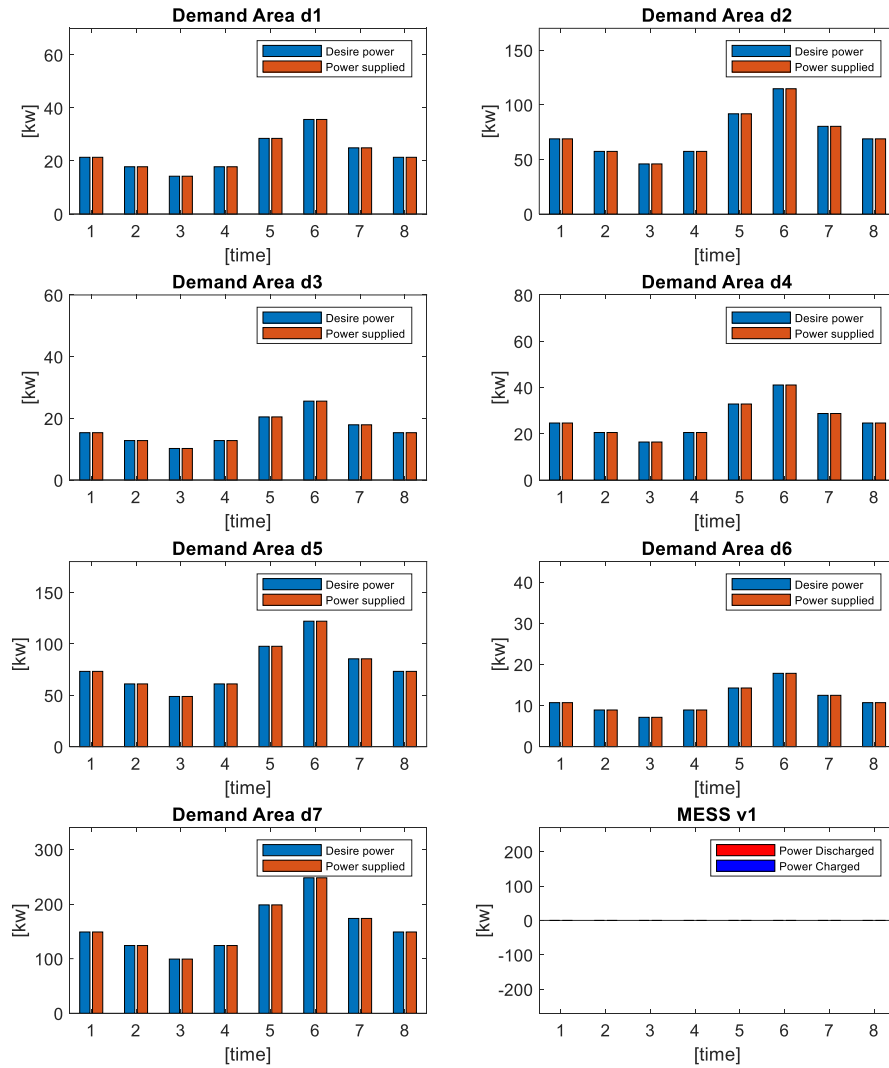 Demand Area d1
60
40
20
0
[kw]
Desire power
Power supplied
1 2 3 4 5 6 7 8
[time]
Demand Area d2
150
100
50
0
[kw]
Desire power
Power supplied
1 2 3 4 5 6 7 8
[time]
Demand Area d3
60
40
20
0
[kw]
Desire power
Power supplied
1 2 3 4 5 6 7 8
[time]
Demand Area d4
80
60
40
20
0
[kw]
Desire power
Power supplied
1 2 3 4 5 6 7 8
[time]
Demand Area d5
150
100
50
0
[kw]
Desire power
Power supplied
1 2 3 4 5 6 7 8
[time]
Demand Area d6
40
30
20
10
0
[kw]
Desire power
Power supplied
1 2 3 4 5 6 7 8
[time]
Demand Area d7
300
200
100
0
[kw]
Desire power
Power supplied
1 2 3 4 5 6 7 8
[time]
MESS v1
200
100
0
-100
-200
[kw]
Power Discharged
Power Charged
1 2 3 4 5 6 7 8
[time]